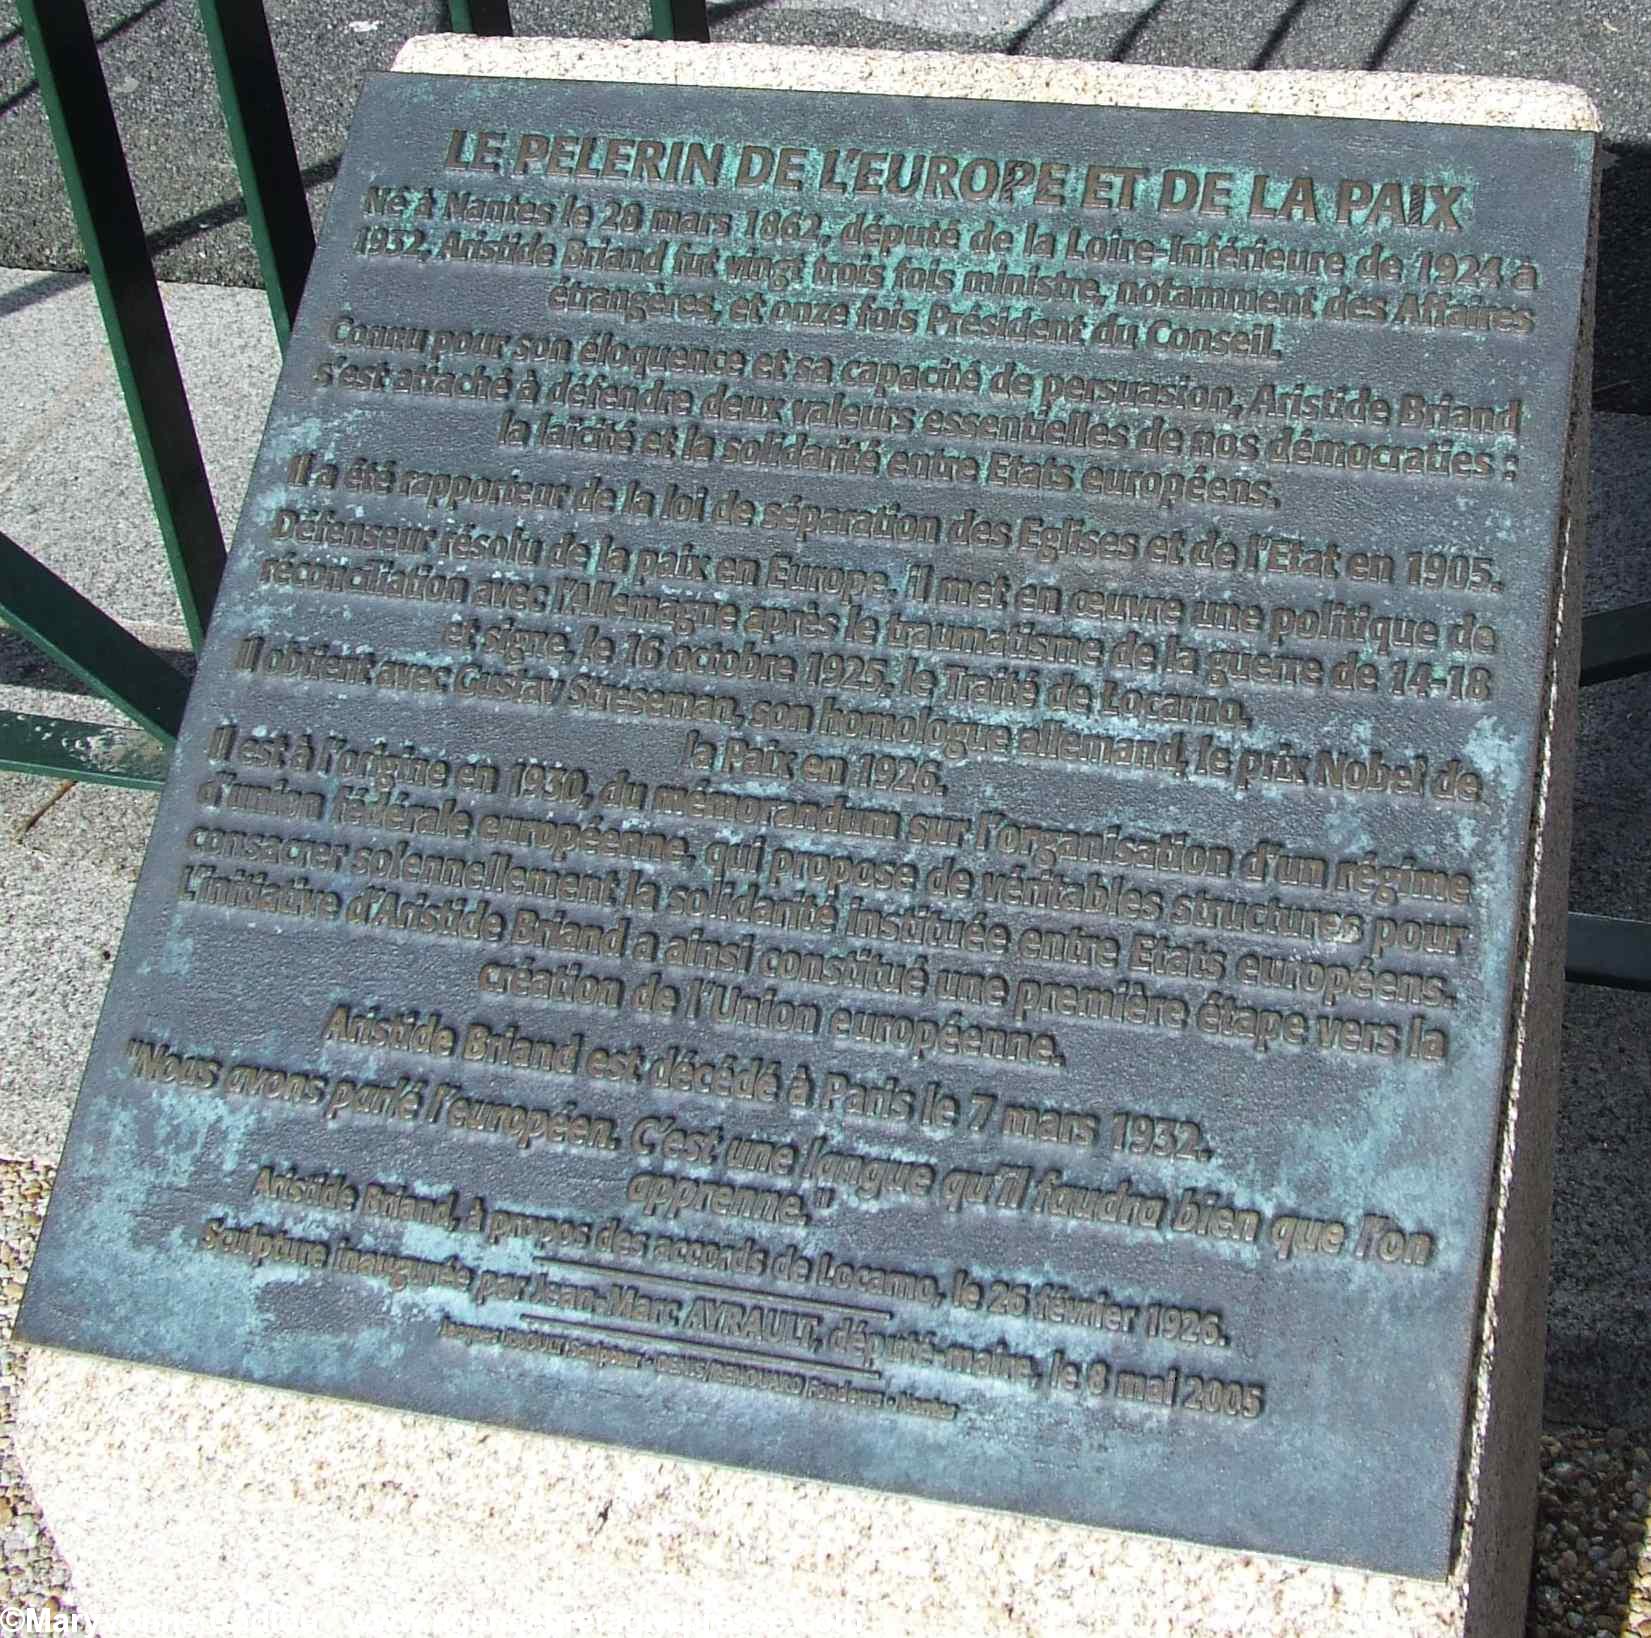 LE PELERIN DE L'EUROPE ET DE LA PAIX
Né à Nantes le 28 mars 1862, député de la Loire-Inférieure de 1924 à
1932, Aristide Briand fut vingt trois fois ministre, notamment des Affaires
étrangères, et onze fois Président du Conseil.
Connu pour son éloquence et sa capacité de persuasion, Aristide Briand
s'est attaché à défendre deux valeurs essentielles de nos démocraties :
la laïcité et la solidarité entre Etats européens.
Il a été rapporteur de la loi de séparation des Eglises et de l'Etat en 1905.
Défenseur résolu de la paix en Europe, il met en œuvre une politique de
réconciliation avec l'Allemagne après le traumatisme de la guerre de 14-18
et signe, le 16 octobre 1925, le Traité de Locarno.
Il obtient avec Gustav Streseman, son homologue allemand, le prix Nobel de
la Paix en 1926.
Il est à l'origine en 1930, du mémorandum sur l'organisation d'un régime
d'union fédérale européenne, qui propose de véritables structures pour
consacrer solennellement la solidarité instituée entre Etats européens.
L'initiative d'Aristide Briand a ainsi constitué une première étape vers la
création de l'Union européenne.
Aristide Briand est décédé à Paris le 7 mars 1932.
"Nous avons parlé l'européen. C'est une langue qu'il faudra bien que l'on
apprenne."
Aristide Briand, à propos des accords de Locarno, le 26 février 1926.
Sculpture inaugurée par Jean-Marc AYRAULT, député-maire, le 8 mai 2005
Sculpteur - Fondeurs - Nantes